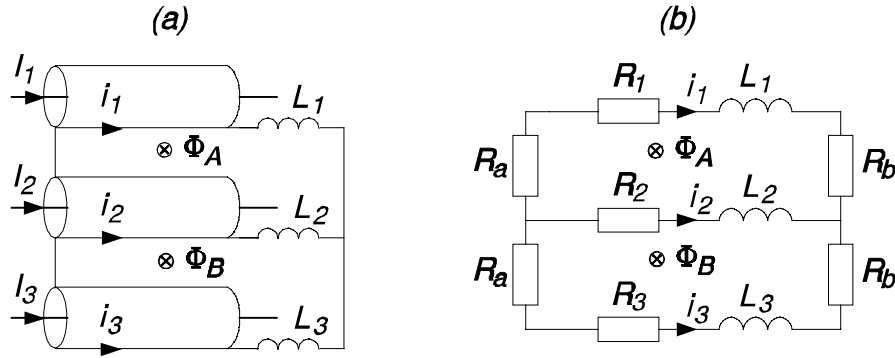 (a)
I1
i1
L1
ΦA
I2
i2
L2
ΦB
I3
i3
L3
(b)
R1
i1
L1
Ra
ΦA
Rb
R2
i2
L2
Ra
ΦB
Rb
R3
i3
L3